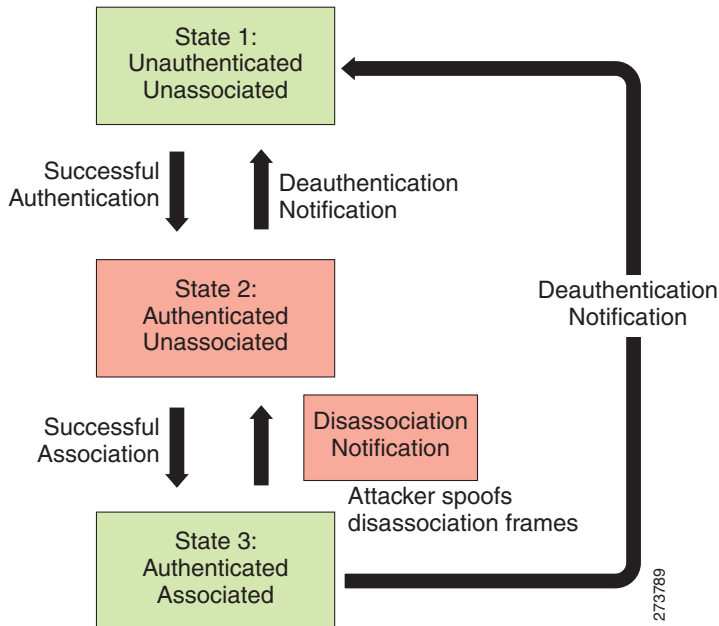 State 1:
Unauthenticated
Unassociated
Successful
Authentication
Deauthentication
Notification
State 2:
Authenticated
Unassociated
Deauthentication
Notification
Successful
Association
Disassociation
Notification
Attacker spoofs
disassociation frames
State 3:
Authenticated
Associated
273789